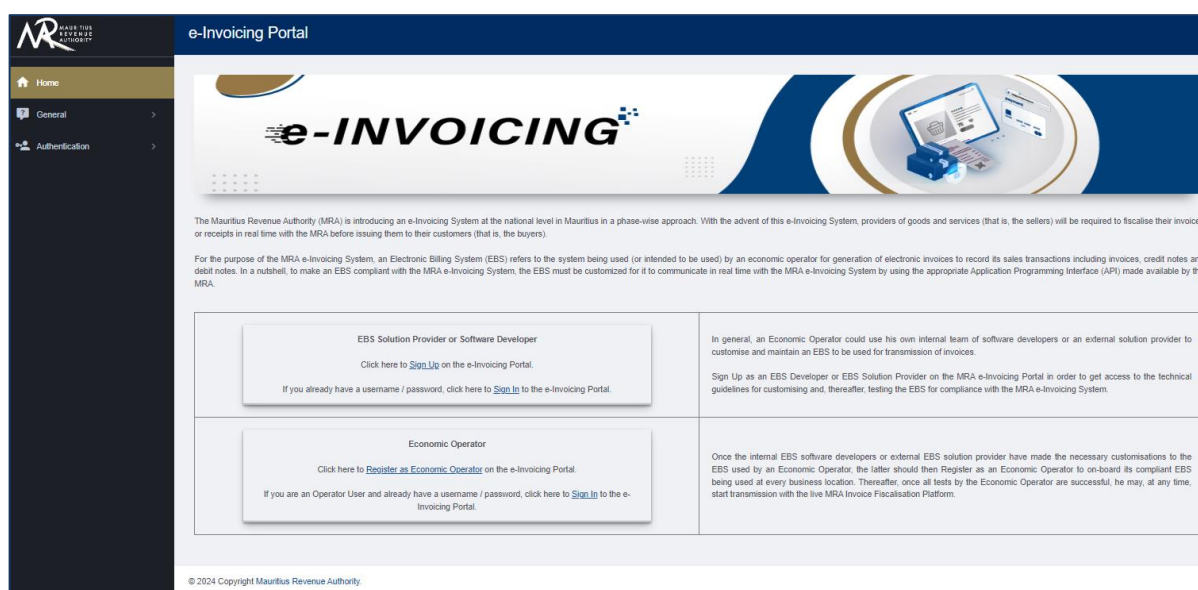 MAURITIUS
REVENUE
AUTHORITY
e-Invoicing Portal
Home
General
Authentication
e-INVOICING
The Mauritius Revenue Authority (MRA) is introducing an e-Invoicing System at the national level in Mauritius in a phase-wise approach. With the advent of this e-Invoicing System, providers of goods and services (that is, the sellers) will be required to fiscalise their invoice
or receipts in real time with the MRA before issuing them to their customers (that is, the buyers).
For the purpose of the MRA e-Invoicing System, an Electronic Billing System (EBS) refers to the system being used (or intended to be used) by an economic operator for generation of electronic invoices to record its sales transactions including invoices, credit notes an
debit notes. In a nutshell, to make an EBS compliant with the MRA e-Invoicing System, the EBS must be customized for it to communicate in real time with the MRA e-Invoicing System by using the appropriate Application Programming Interface (API) made available by th
MRA.
EBS Solution Provider or Software Developer
Click here to Sign Up on the e-Invoicing Portal.
If you already have a username / password, click here to Sign In to the e-Invoicing Portal.
In general, an Economic Operator could use his own internal team of software developers or an external solution provider to
customise and maintain an EBS to be used for transmission of invoices.
Sign Up as an EBS Developer or EBS Solution Provider on the MRA e-Invoicing Portal in order to get access to the technical
guidelines for customising and, thereafter, testing the EBS for compliance with the MRA e-Invoicing System.
Economic Operator
Click here to Register as Economic Operator on the e-Invoicing Portal.
If you are an Operator User and already have a username / password, click here to Sign In to the e-
Invoicing Portal.
Once the internal EBS software developers or external EBS solution provider have made the necessary customisations to the
EBS used by an Economic Operator, the latter should then Register as an Economic Operator to on-board its compliant EBS
being used at every business location. Thereafter, once all tests by the Economic Operator are successful, he may, at any time,
start transmission with the live MRA Invoice Fiscalisation Platform.
© 2024 Copyright Mauritius Revenue Authority.